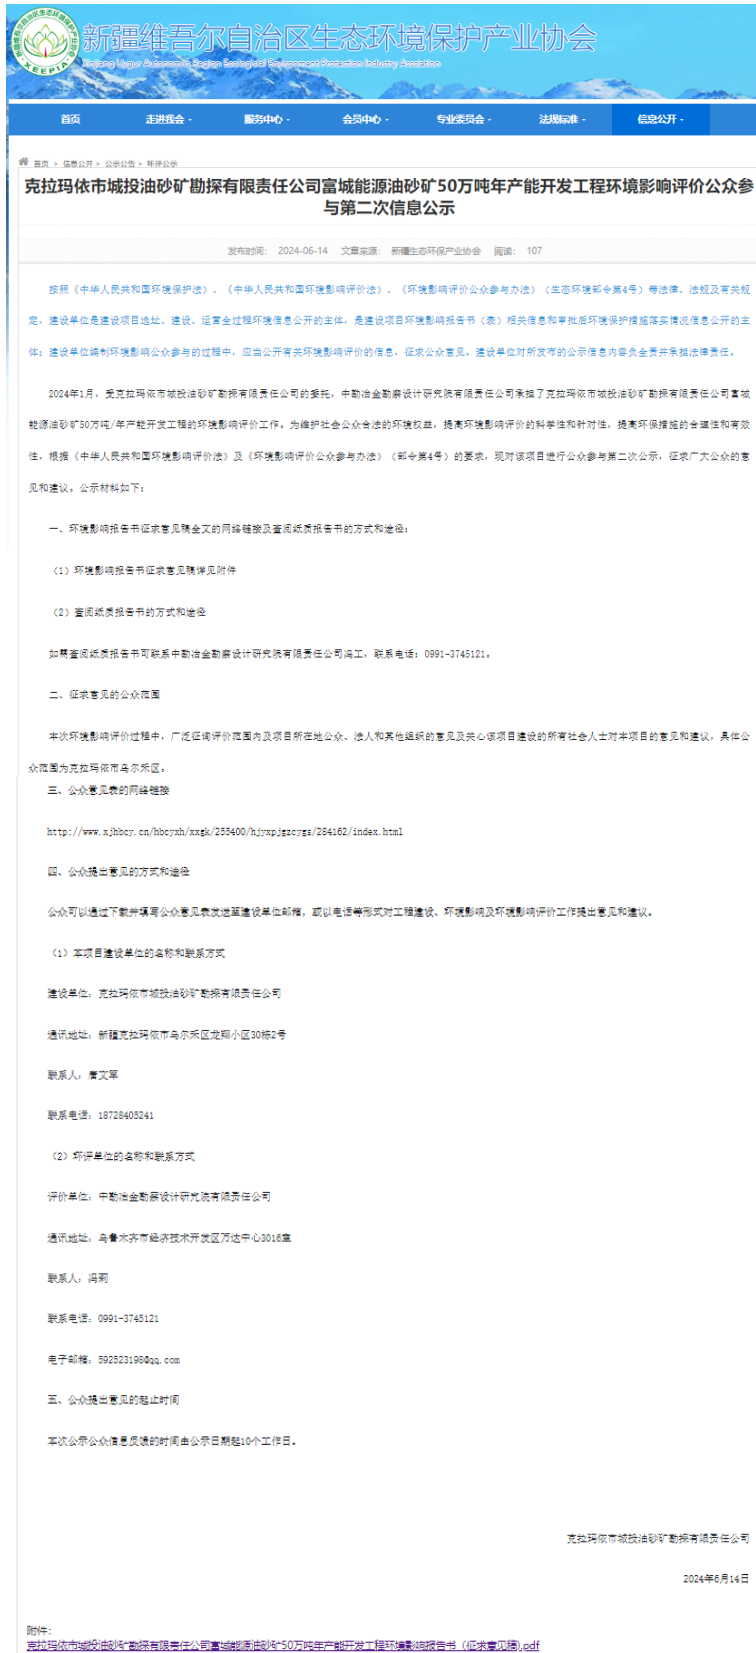 新疆维吾尔自治区生态环境保护产业协会
Xinjiang Uygur Autonomous Region Ecological Environment Protection Industry Assciation
XEEPIA
首页 走进我会 服务中心 会员中心 专业委员会 法规标准 信息公开
首页 > 信息公开 > 公示公告 > 环评公示
克拉玛依市城投油砂矿勘探有限责任公司富城能源油砂矿50万吨年产能开发工程环境影响评价公众参
与第二次信息公示
发布时间: 2024-06-14 文章来源: 新疆生态环保产业协会 阅读: 107
按照《中华人民共和国环境保护法》、《中华人民共和国环境影响评价法》、《环境影响评价公众参与办法》（生态环境部令第4号）等法律、法规及有关规
定，建设单位是建设项目选址、建设、运营全过程环境信息公开的主体，是建设项目环境影响报告书（表）相关信息和审批后环境保护措施落实情况信息公开的主
体；建设单位编制环境影响公众参与的过程中，应当公开有关环境影响评价的信息，征求公众意见。建设单位对所发布的公示信息内容负全责并承担法律责任。
2024年1月，受克拉玛依市城投油砂矿勘探有限责任公司的委托，中勘冶金勘察设计研究院有限责任公司承担了克拉玛依市城投油砂矿勘探有限责任公司富城
能源油砂矿50万吨/年产能开发工程的环境影响评价工作。为维护社会公众合法的环境权益，提高环境影响评价的科学性和针对性，提高环保措施的合理性和有效
性，根据《中华人民共和国环境影响评价法》及《环境影响评价公众参与办法》（部令第4号）的要求，现对该项目进行公众参与第二次公示，征求广大公众的意
见和建议。公示材料如下：
一、环境影响报告书征求意见稿全文的网络链接及查阅纸质报告书的方式和途径：
（1）环境影响报告书征求意见稿详见附件
（2）查阅纸质报告书的方式和途径
如需查阅纸质报告书可联系中勘冶金勘察设计研究院有限责任公司冯工，联系电话：0991-3745121。
二、征求意见的公众范围
本次环境影响评价过程中，广泛征询评价范围内及项目所在地公众、法人和其他组织的意见及关心该项目建设的所有社会人士对本项目的意见和建议，具体公
众范围为克拉玛依市乌尔禾区。
三、公众意见表的网络链接
http://www.xjhbcy.cn/hbcyxh/xxgk/255400/hjyxpjgzcygs/284162/index.html
四、公众提出意见的方式和途径
公众可以通过下载并填写公众意见表发送至建设单位邮箱，或以电话等形式对工程建设、环境影响及环境影响评价工作提出意见和建议。
（1）本项目建设单位的名称和联系方式
建设单位：克拉玛依市城投油砂矿勘探有限责任公司
通讯地址：新疆克拉玛依市乌尔禾区龙翔小区30栋2号
联系人：唐文军
联系电话：18728405241
（2）环评单位的名称和联系方式
评价单位：中勘冶金勘察设计研究院有限责任公司
通讯地址：乌鲁木齐市经济技术开发区万达中心3016室
联系人：冯莉
联系电话：0991-3745121
电子邮箱：592523198@qq.com
五、公众提出意见的起止时间
本次公示公众信息反馈的时间由公示日期起10个工作日。
克拉玛依市城投油砂矿勘探有限责任公司
2024年6月14日
附件：
克拉玛依市城投油砂矿勘探有限责任公司富城能源油砂矿50万吨年产能开发工程环境影响报告书（征求意见稿).pdf